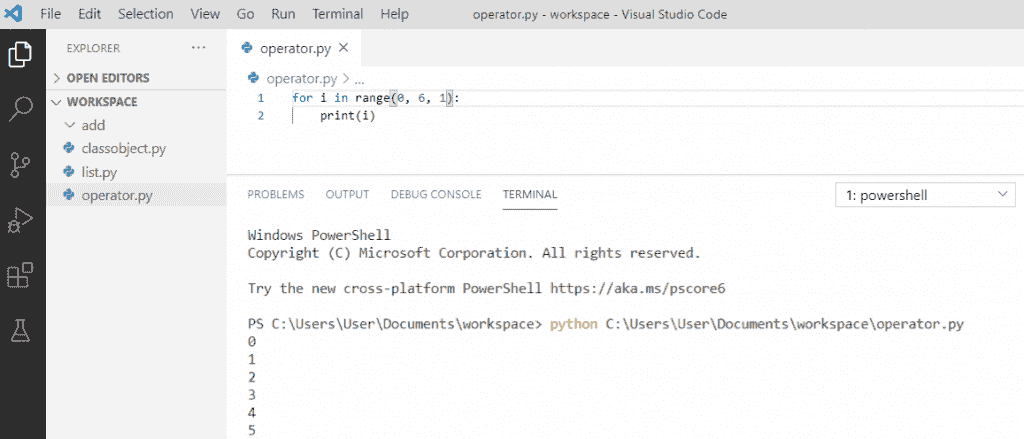 File Edit Selection View Go Run Terminal Help operator.py - workspace - Visual Studio Code
EXPLORER ...
OPEN EDITORS
WORKSPACE
add
classobject.py
list.py
operator.py
operator.py
operator.py > ...
1 for i in range(0, 6, 1):
2 print(i)
PROBLEMS OUTPUT DEBUG CONSOLE TERMINAL 1: powershell
Windows PowerShell
Copyright (C) Microsoft Corporation. All rights reserved.
Try the new cross-platform PowerShell https://aka.ms/pscore6
PS C:\Users\User\Documents\workspace> python C:\Users\User\Documents\workspace\operator.py
0
1
2
3
4
5